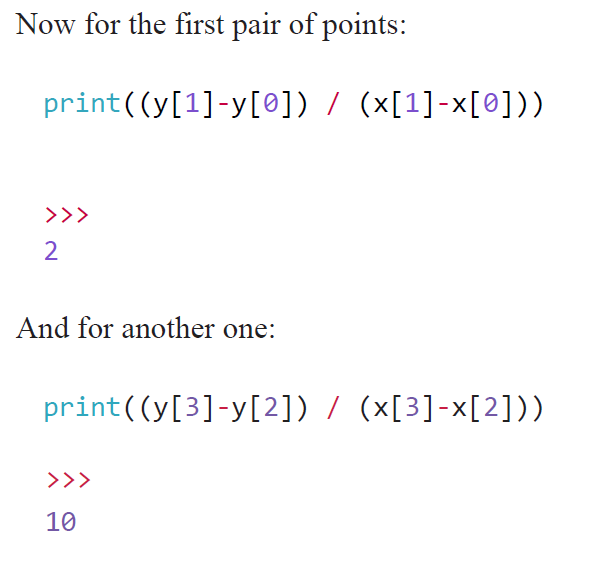 Now for the first pair of points:
print((y[1]-y[0]) / (x[1]-x[0]))
>>>
2
And for another one:
print((y[3]-y[2]) / (x[3]-x[2]))
>>>
10